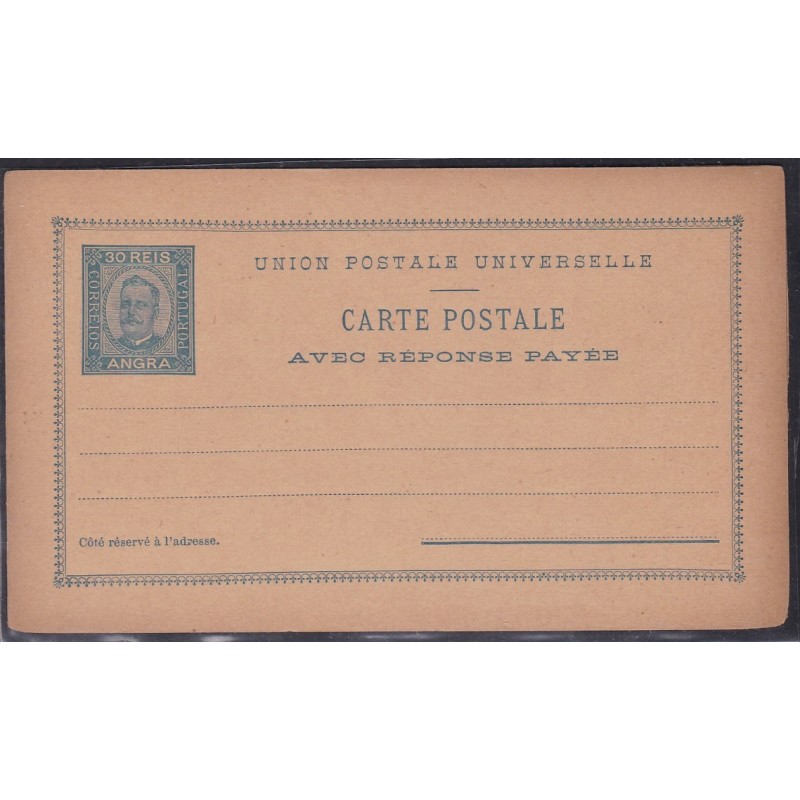 30 REIS
CORREIOS
PORTUGAL
ANGRA
UNION POSTALE UNIVERSELLE
CARTE POSTALE
AVEC RÉPONSE PAYÉE
Côté réservé à l'adresse.